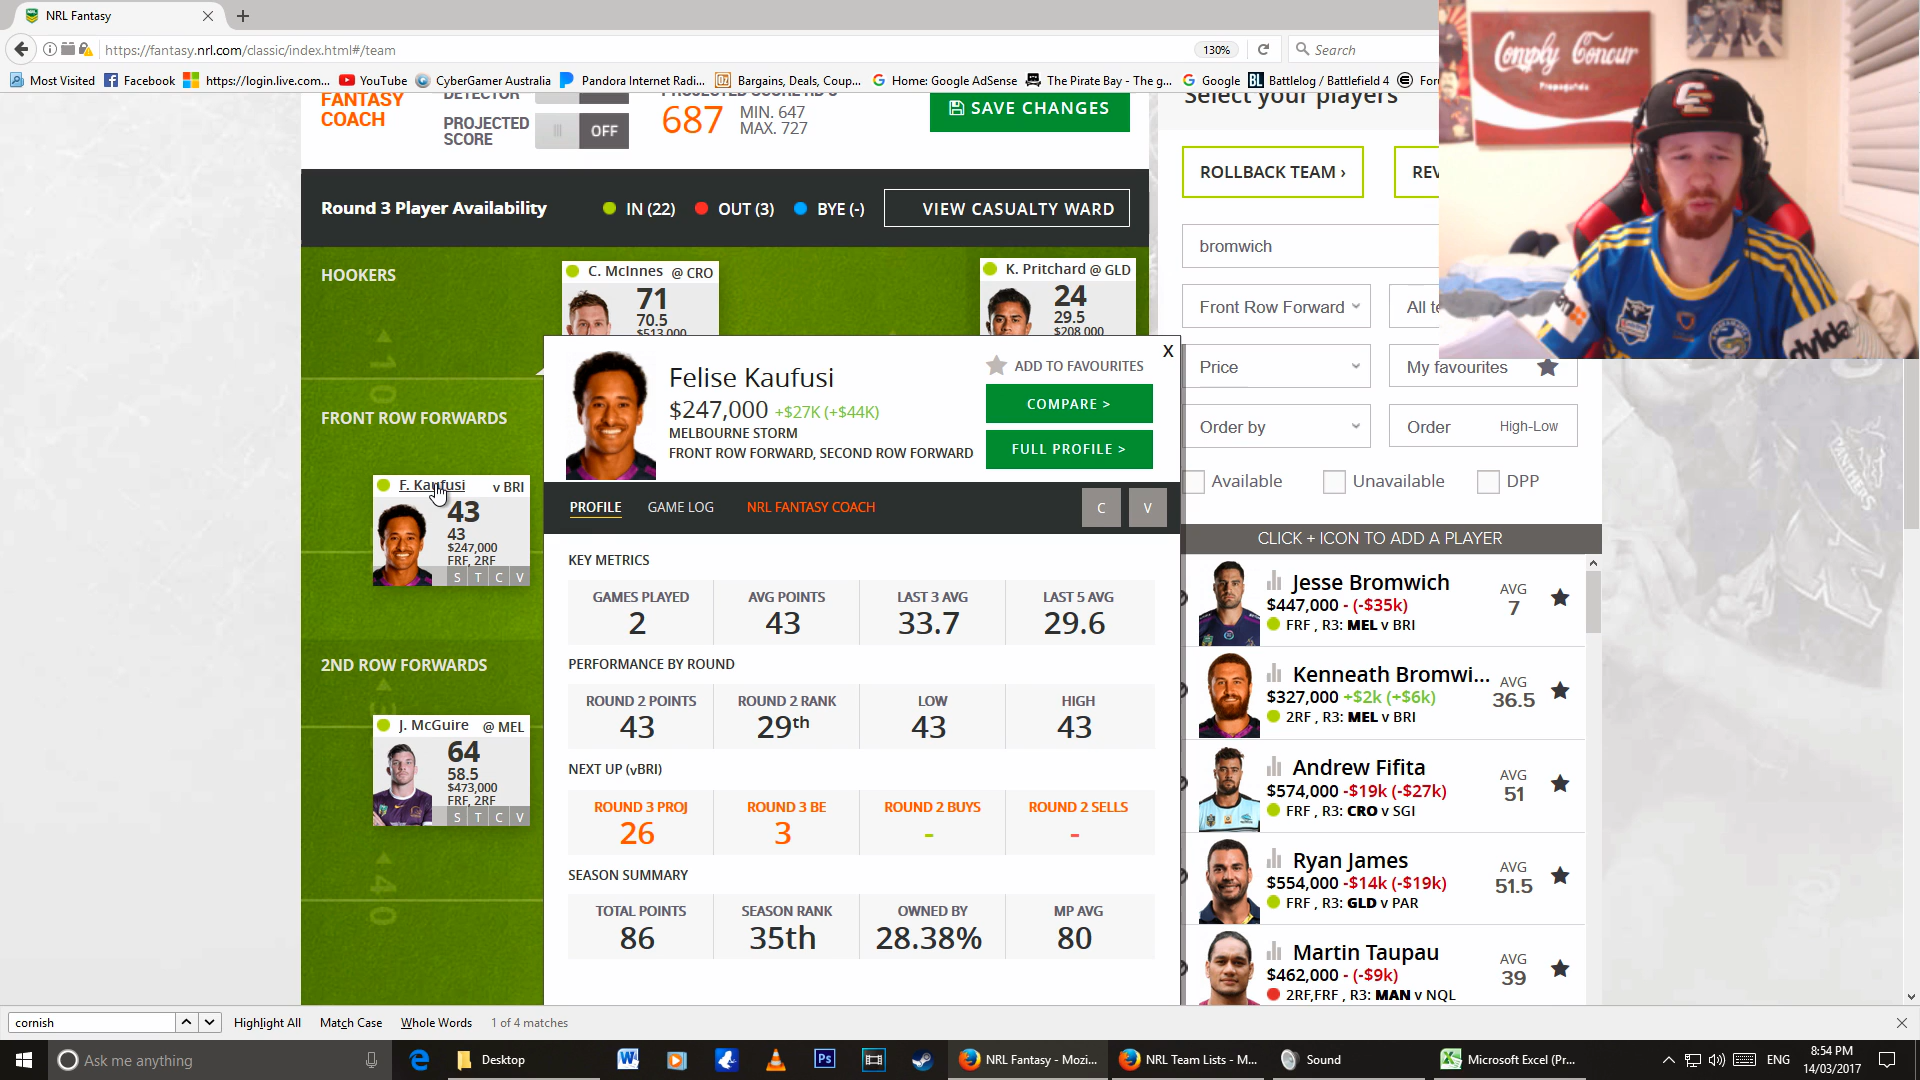 NRL Fantasy
https://fantasy.nrl.com/classic/index.html#/team
130%
Search
Most Visited
Facebook
https://login.live.com...
YouTube
CyberGamer Australia
Pandora Internet Radi...
Bargains, Deals, Coup...
Home: Google AdSense
The Pirate Bay - The g...
Google
Battlelog / Battlefield 4
For
FANTASY
COACH
DETECTOR
PROJECTED
SCORE
OFF
687
MIN. 647
MAX. 727
SAVE CHANGES
Select your players
Comply Concur
Propaganda
ROLLBACK TEAM ›
REV
Round 3 Player Availability
IN (22)
OUT (3)
BYE (-)
VIEW CASUALTY WARD
bromwich
Front Row Forward
All te
Price
My favourites
Order by
Order
High-Low
Available
Unavailable
DPP
CLICK + ICON TO ADD A PLAYER
HOOKERS
C. McInnes @ CRO
71
70.5
$513,000
K. Pritchard @ GLD
24
29.5
$208,000
10
FRONT ROW FORWARDS
F. Kaufusi v BRI
43
43
$247,000
FRF, 2RF
S T C V
2ND ROW FORWARDS
J. McGuire @ MEL
64
58.5
$473,000
FRF, 2RF
S T C V
40
X
Felise Kaufusi
$247,000 +$27K (+$44K)
MELBOURNE STORM
FRONT ROW FORWARD, SECOND ROW FORWARD
ADD TO FAVOURITES
COMPARE >
FULL PROFILE >
PROFILE
GAME LOG
NRL FANTASY COACH
C
V
KEY METRICS
GAMES PLAYED AVG POINTS LAST 3 AVG LAST 5 AVG
2 43 33.7 29.6
PERFORMANCE BY ROUND
ROUND 2 POINTS ROUND 2 RANK LOW HIGH
43 29th 43 43
NEXT UP (vBRI)
ROUND 3 PROJ ROUND 3 BE ROUND 2 BUYS ROUND 2 SELLS
26 3 - -
SEASON SUMMARY
TOTAL POINTS SEASON RANK OWNED BY MP AVG
86 35th 28.38% 80
Jesse Bromwich
$447,000 - (-$35k)
FRF , R3: MEL v BRI
AVG
7
Kenneath Bromwi...
$327,000 +$2k (+$6k)
2RF , R3: MEL v BRI
AVG
36.5
Andrew Fifita
$574,000 -$19k (-$27k)
FRF , R3: CRO v SGI
AVG
51
Ryan James
$554,000 -$14k (-$19k)
FRF , R3: GLD v PAR
AVG
51.5
Martin Taupau
$462,000 - (-$9k)
2RF,FRF , R3: MAN v NQL
AVG
39
cornish
Highlight All
Match Case
Whole Words
1 of 4 matches
Ask me anything
Desktop
NRL Fantasy - Mozi...
NRL Team Lists - M...
Sound
Microsoft Excel (Pr...
ENG
8:54 PM
14/03/2017